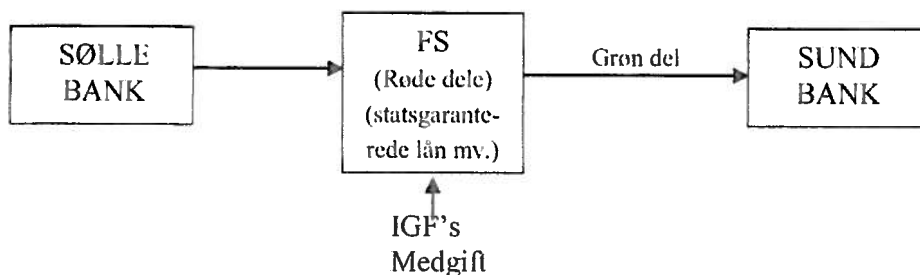 SØLLE
BANK
FS
(Røde dele)
(statsgarante-
rede lån mv.)
Grøn del
SUND
BANK
IGF's
Medgift